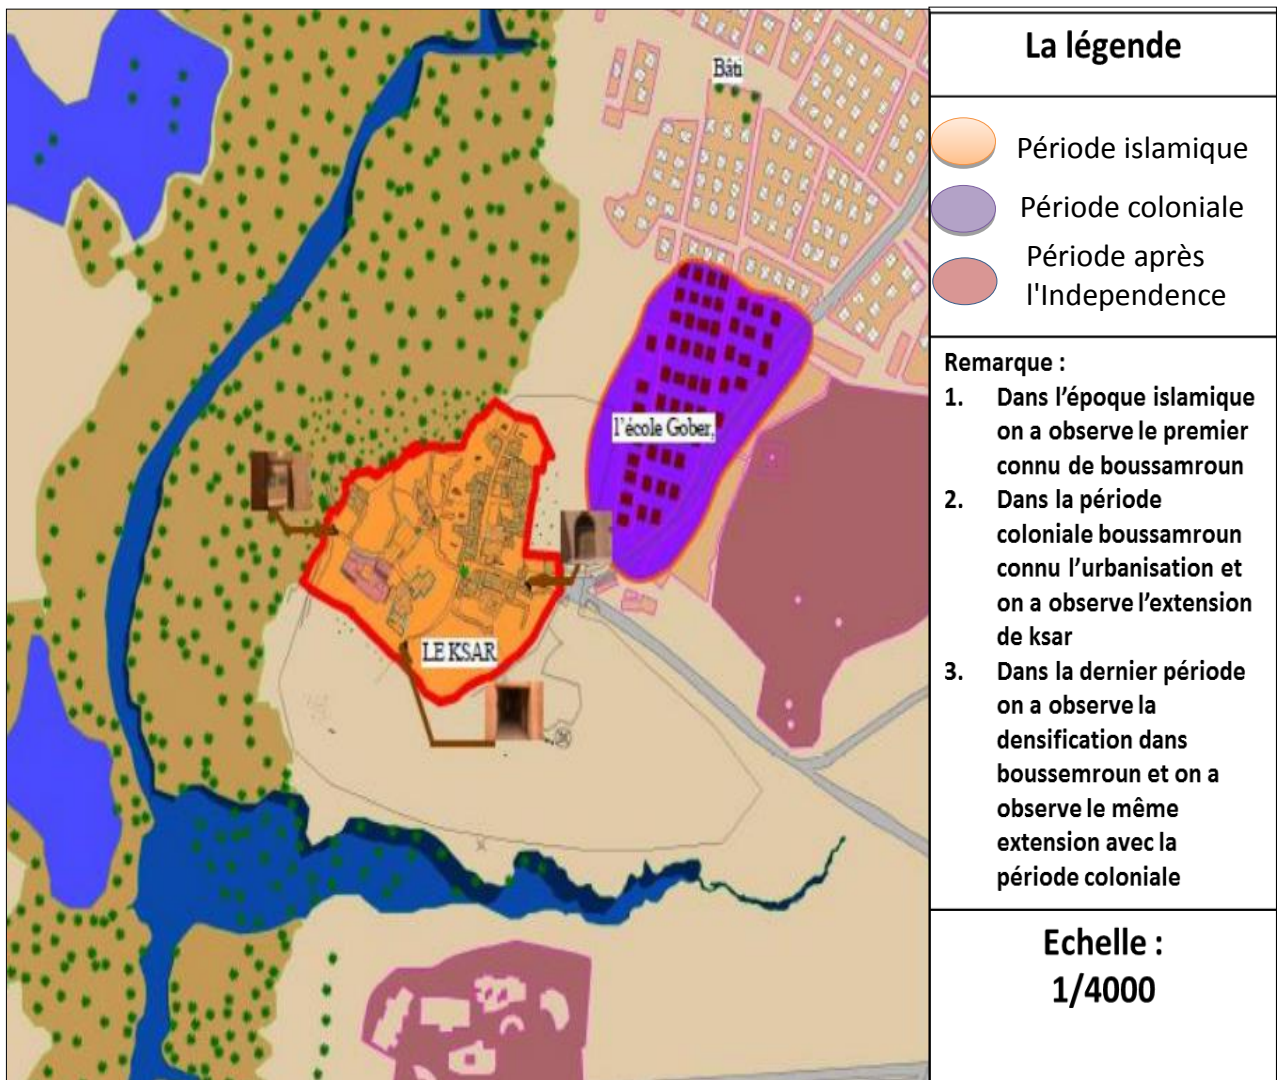 Bâti
l'école Gober,
LE KSAR
La légende
Période islamique
Période coloniale
Période après
l'Independence
Remarque :
1. Dans l'époque islamique
on a observe le premier
connu de boussamroun
2. Dans la période
coloniale boussamroun
connu l'urbanisation et
on a observe l'extension
de ksar
3. Dans la dernier période
on a observe la
densification dans
boussemroun et on a
observe le même
extension avec la
période coloniale
Echelle :
1/4000